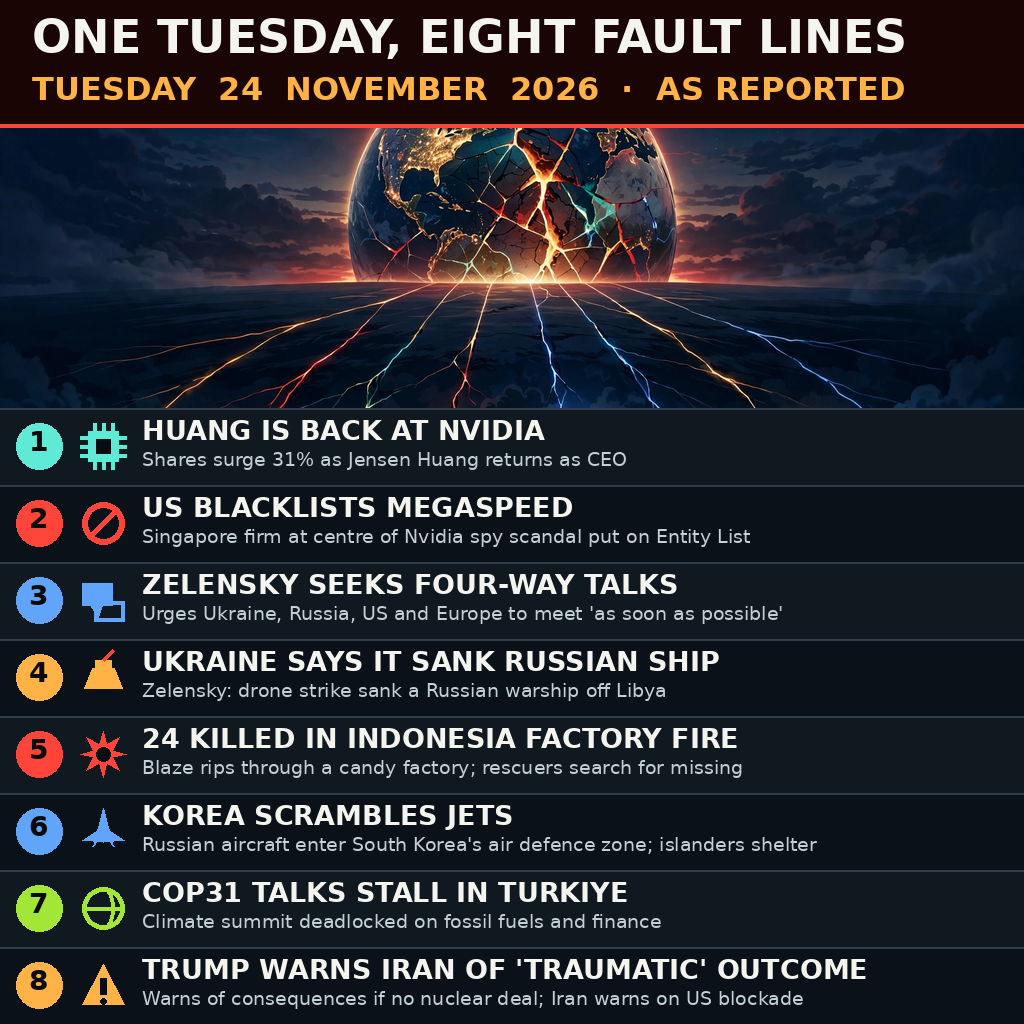 ONE TUESDAY, EIGHT FAULT LINES
TUESDAY 24 NOVEMBER 2026 · AS REPORTED
1
HUANG IS BACK AT NVIDIA
Shares surge 31% as Jensen Huang returns as CEO
2
US BLACKLISTS MEGASPEED
Singapore firm at centre of Nvidia spy scandal put on Entity List
3
ZELENSKY SEEKS FOUR-WAY TALKS
Urges Ukraine, Russia, US and Europe to meet 'as soon as possible'
4
UKRAINE SAYS IT SANK RUSSIAN SHIP
Zelensky: drone strike sank a Russian warship off Libya
5
24 KILLED IN INDONESIA FACTORY FIRE
Blaze rips through a candy factory; rescuers search for missing
6
KOREA SCRAMBLES JETS
Russian aircraft enter South Korea's air defence zone; islanders shelter
7
COP31 TALKS STALL IN TURKIYE
Climate summit deadlocked on fossil fuels and finance
8
TRUMP WARNS IRAN OF 'TRAUMATIC' OUTCOME
Warns of consequences if no nuclear deal; Iran warns on US blockade